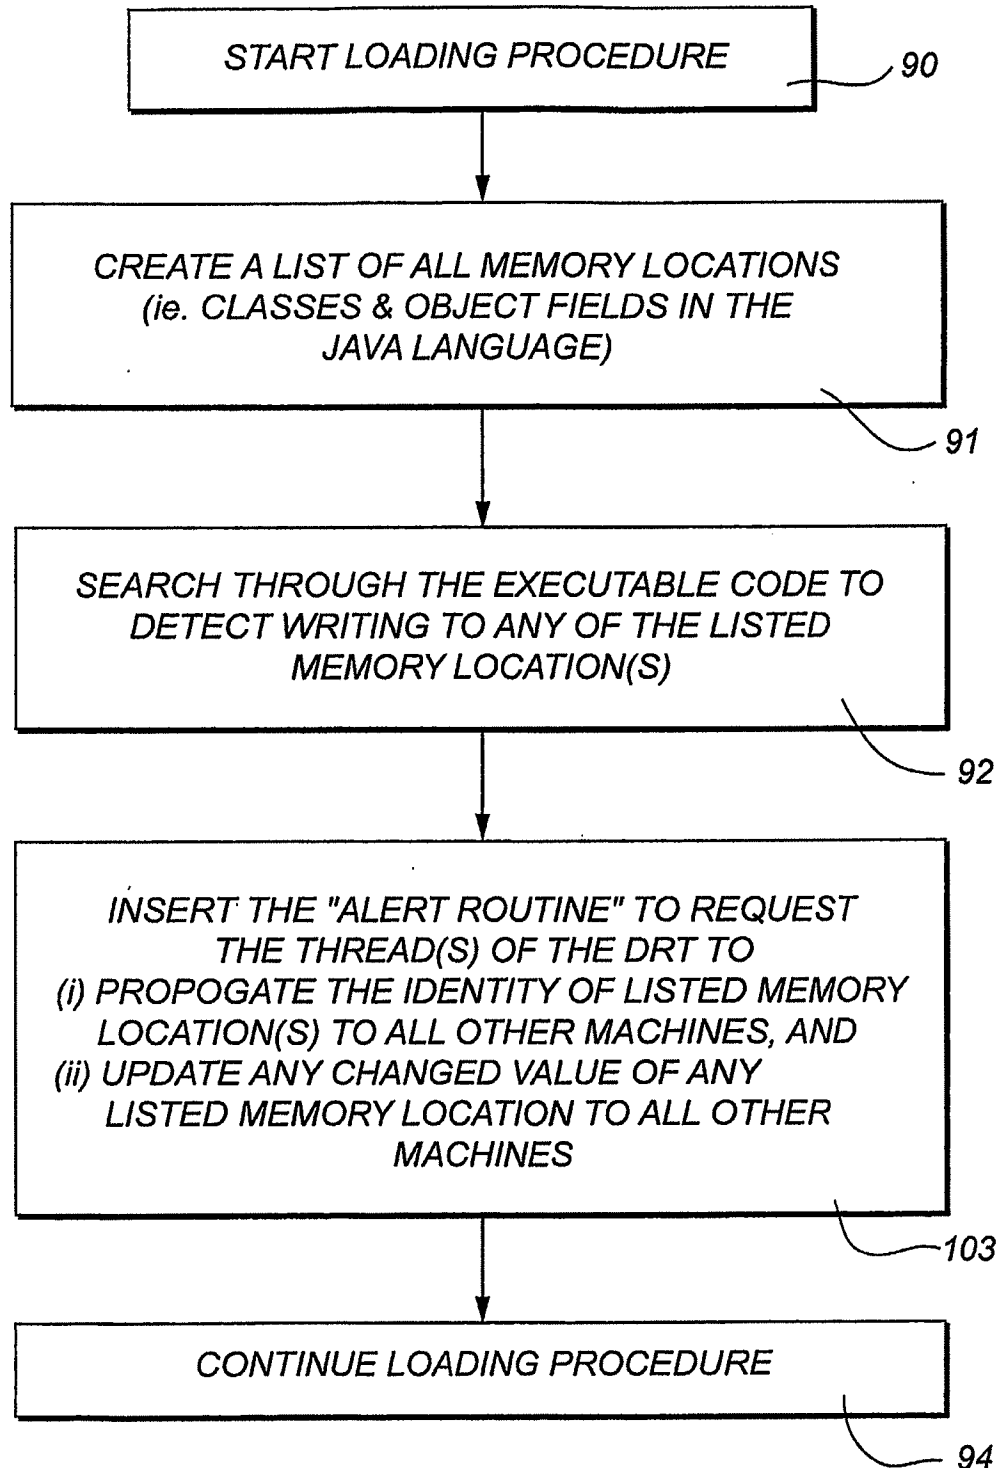 START LOADING PROCEDURE
90
CREATE A LIST OF ALL MEMORY LOCATIONS
(ie. CLASSES & OBJECT FIELDS IN THE
JAVA LANGUAGE)
91
SEARCH THROUGH THE EXECUTABLE CODE TO
DETECT WRITING TO ANY OF THE LISTED
MEMORY LOCATION(S)
92
INSERT THE "ALERT ROUTINE" TO REQUEST
THE THREAD(S) OF THE DRT TO
(i) PROPOGATE THE IDENTITY OF LISTED MEMORY
LOCATION(S) TO ALL OTHER MACHINES, AND
(ii) UPDATE ANY CHANGED VALUE OF ANY
LISTED MEMORY LOCATION TO ALL OTHER
MACHINES
103
CONTINUE LOADING PROCEDURE
94